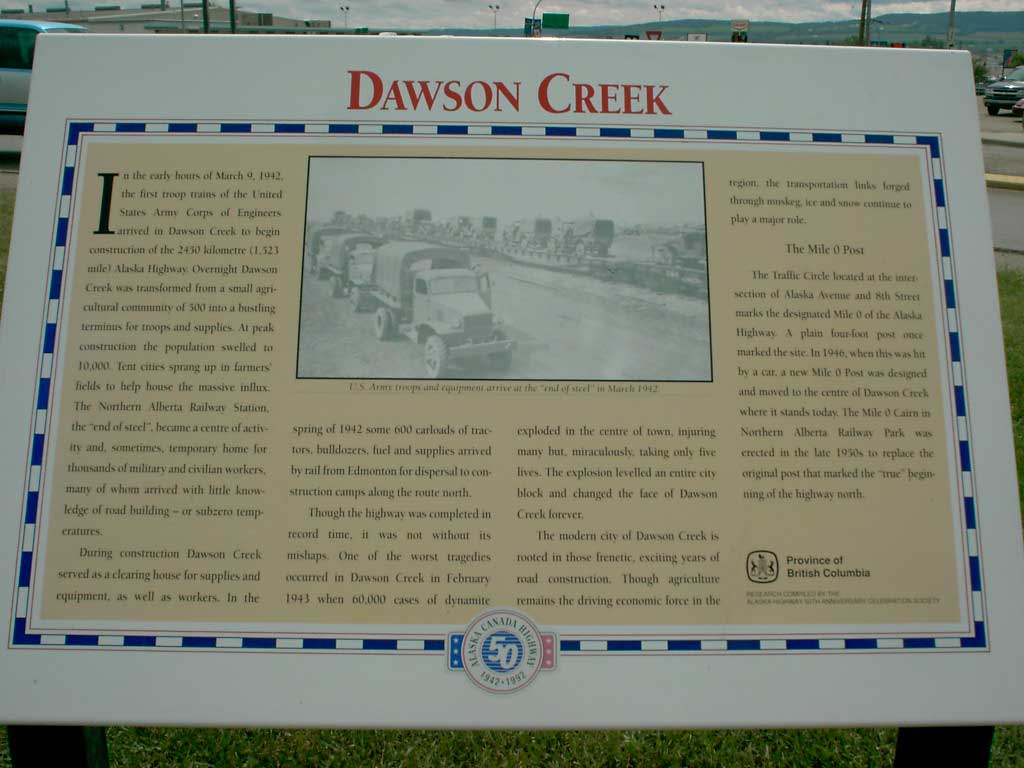 DAWSON CREEK
In the early hours of March 9, 1942,
the first troop trains of the United
States Army Corps of Engineers
arrived in Dawson Creek to begin
construction of the 2450 kilometre (1,523
mile) Alaska Highway. Overnight Dawson
Creek was transformed from a small agri-
cultural community of 500 into a bustling
terminus for troops and supplies. At peak
construction the population swelled to
10,000. Tent cities sprang up in farmers'
fields to help house the massive influx.
The Northern Alberta Railway Station,
the "end of steel", became a centre of activ-
ity and, sometimes, temporary home for
thousands of military and civilian workers,
many of whom arrived with little know-
ledge of road building – or subzero temp-
eratures.
During construction Dawson Creek
served as a clearing house for supplies and
equipment, as well as workers. In the
U.S. Army troops and equipment arrive at the "end of steel" in March 1942
spring of 1942 some 600 carloads of trac-
tors, bulldozers, fuel and supplies arrived
by rail from Edmonton for dispersal to con-
struction camps along the route north.
Though the highway was completed in
record time, it was not without its
mishaps. One of the worst tragedies
occurred in Dawson Creek in February
1943 when 60,000 cases of dynamite
exploded in the centre of town, injuring
many but, miraculously, taking only five
lives. The explosion levelled an entire city
block and changed the face of Dawson
Creek forever.
The modern city of Dawson Creek is
rooted in those frenetic, exciting years of
road construction. Though agriculture
remains the driving economic force in the
region, the transportation links forged
through muskeg, ice and snow continue to
play a major role.
The Mile 0 Post
The Traffic Circle located at the inter-
section of Alaska Avenue and 8th Street
marks the designated Mile 0 of the Alaska
Highway. A plain four-foot post once
marked the site. In 1946, when this was hit
by a car, a new Mile 0 Post was designed
and moved to the centre of Dawson Creek
where it stands today. The Mile 0 Cairn in
Northern Alberta Railway Park was
erected in the late 1950s to replace the
original post that marked the "true" begin-
ning of the highway north.
Province of
British Columbia
RESEARCH COMPILED BY THE
ALASKA HIGHWAY 50TH ANNIVERSARY CELEBRATION SOCIETY
ALASKA CANADA HIGHWAY
50
1942 • 1992